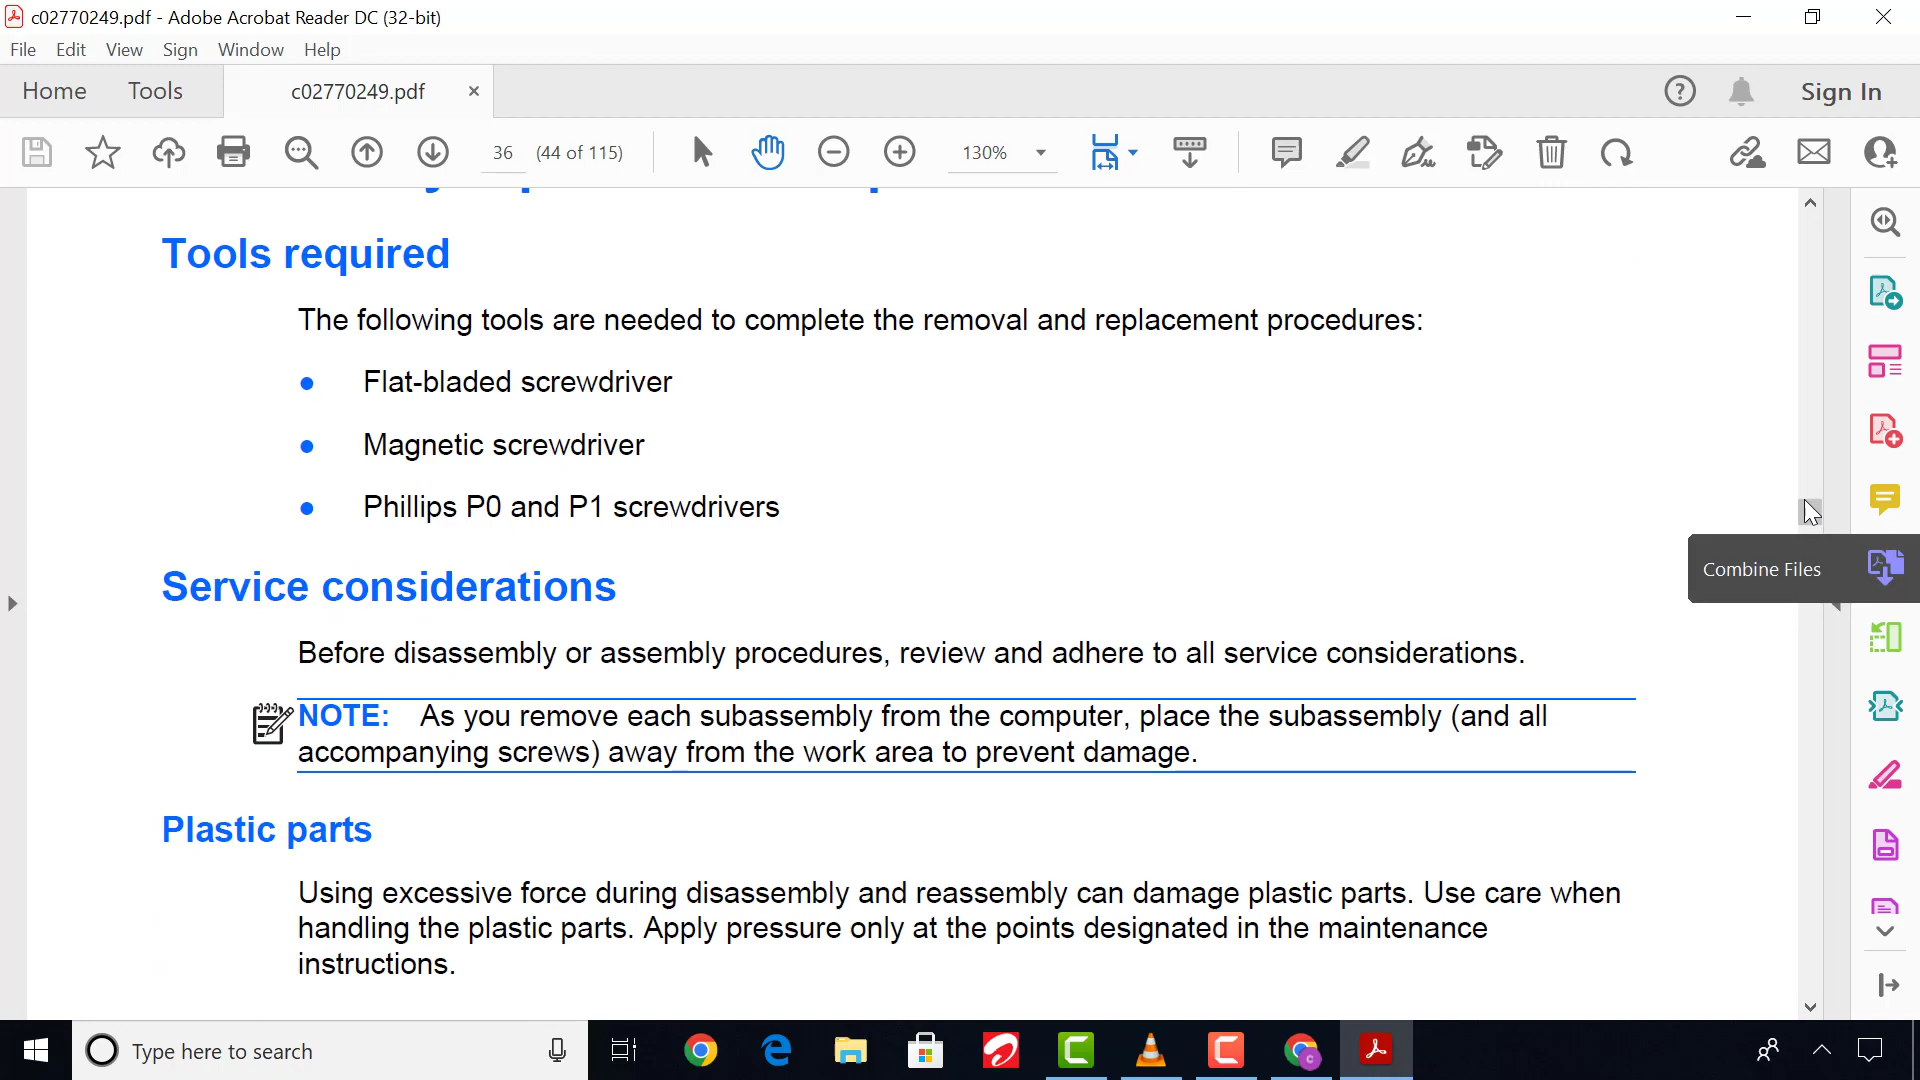 c02770249.pdf - Adobe Acrobat Reader DC (32-bit)
File Edit View Sign Window Help
Home Tools c02770249.pdf × Sign In
36 (44 of 115) 130%
Tools required
The following tools are needed to complete the removal and replacement procedures:
Flat-bladed screwdriver
Magnetic screwdriver
Phillips P0 and P1 screwdrivers
Combine Files
Service considerations
Before disassembly or assembly procedures, review and adhere to all service considerations.
NOTE: As you remove each subassembly from the computer, place the subassembly (and all
accompanying screws) away from the work area to prevent damage.
Plastic parts
Using excessive force during disassembly and reassembly can damage plastic parts. Use care when
handling the plastic parts. Apply pressure only at the points designated in the maintenance
instructions.
Type here to search